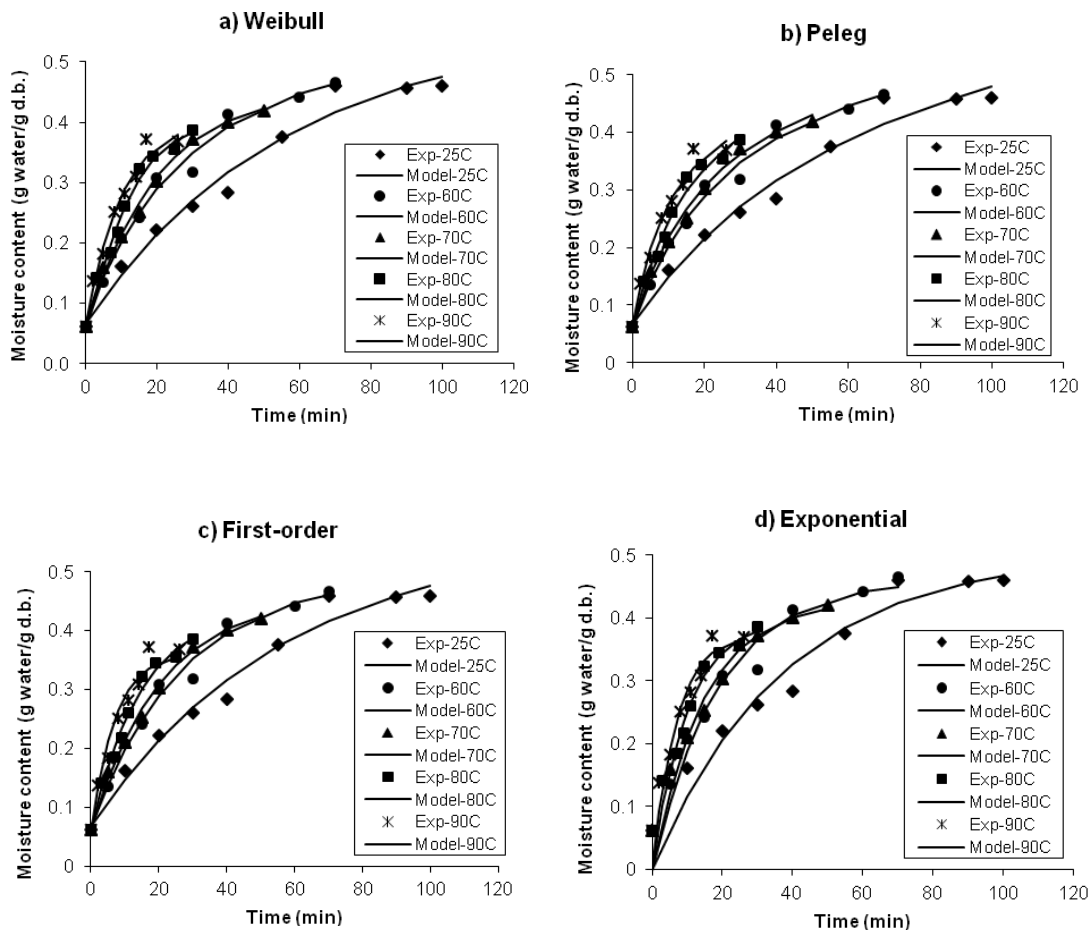 a) Weibull
Moisture content (g water/g d.b.)
0.5
0.4
0.3
0.2
0.1
0.0
0
20
40
60
80
100
120
Time (min)
Exp-25C
Model-25C
Exp-60C
Model-60C
Exp-70C
Model-70C
Exp-80C
Model-80C
Exp-90C
Model-90C
b) Peleg
Moisture content (g water/g d.b.)
0.5
0.4
0.3
0.2
0.1
0
0
20
40
60
80
100
120
Time (min)
Exp-25C
Model-25C
Exp-60C
Model-60C
Exp-70C
Model-70C
Exp-80C
Model-80C
Exp-90C
Model-90C
c) First-order
Moisture content (g water/g d.b.)
0.5
0.4
0.3
0.2
0.1
0
0
20
40
60
80
100
120
Time (min)
Exp-25C
Model-25C
Exp-60C
Model-60C
Exp-70C
Model-70C
Exp-80C
Model-80C
Exp-90C
Model-90C
d) Exponential
Moisture content (g water/g d.b.)
0.5
0.4
0.3
0.2
0.1
0
0
20
40
60
80
100
120
Time (min)
Exp-25C
Model-25C
Exp-60C
Model-60C
Exp-70C
Model-70C
Exp-80C
Model-80C
Exp-90C
Model-90C